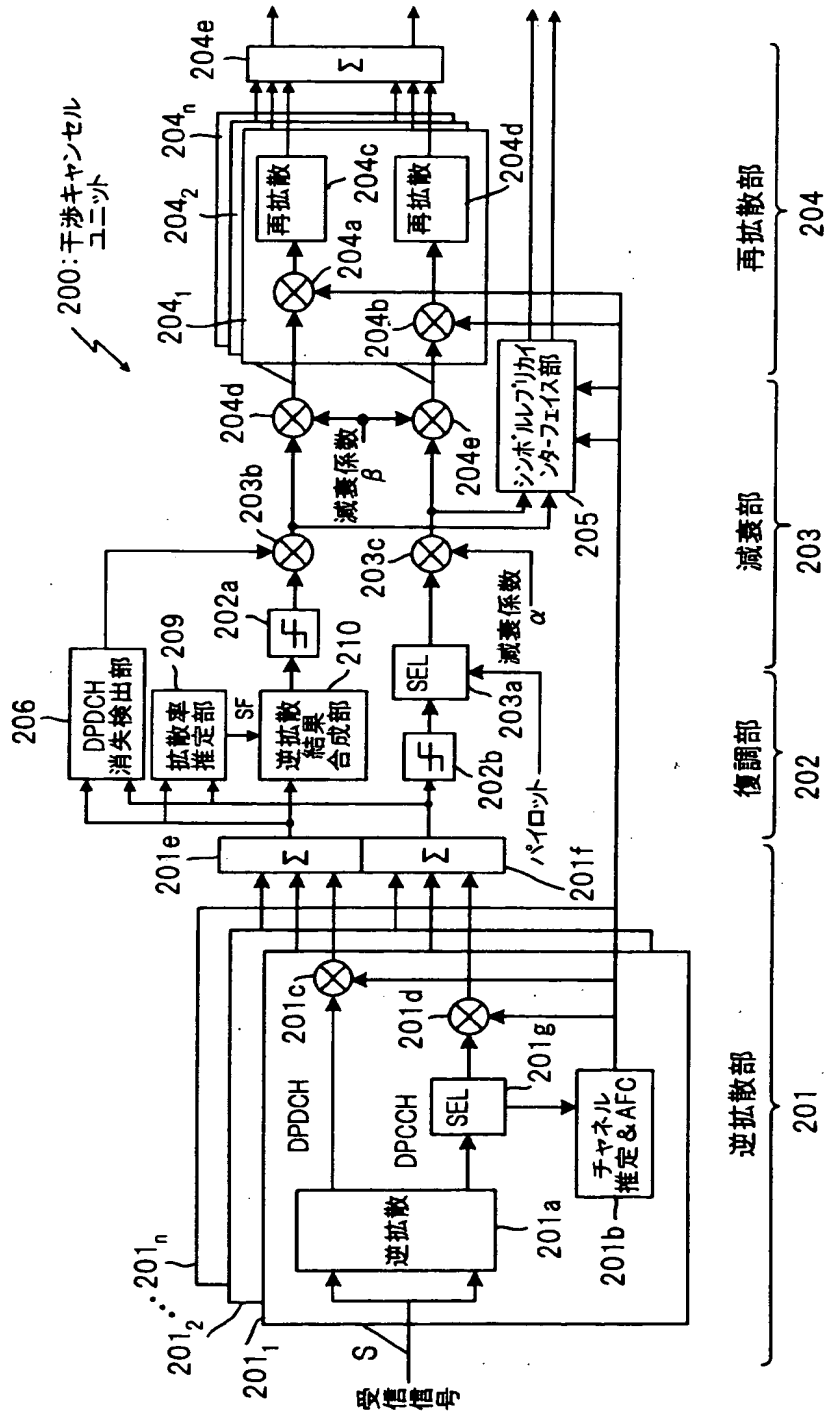 200:干渉キャンセル
ユニット
受信信号
S
201₁
201₂
201ₙ
逆拡散
201a
DPDCH
DPCCH
SEL
201g
チャネル
推定&AFC
201b
201c
201d
Σ
201e
Σ
201f
206
DPDCH
消失検出部
209
拡散率
推定部
SF
逆拡散
結果
合成部
210
202a
202b
パイロット
SEL
203a
203b
203c
減衰係数
α
減衰係数
β
204d
204e
シンボルレプリカイ
ンターフェイス部
205
204₁
204₂
204ₙ
204a
204b
再拡散
204c
再拡散
204d
Σ
204e
逆拡散部
201
復調部
202
減衰部
203
再拡散部
204